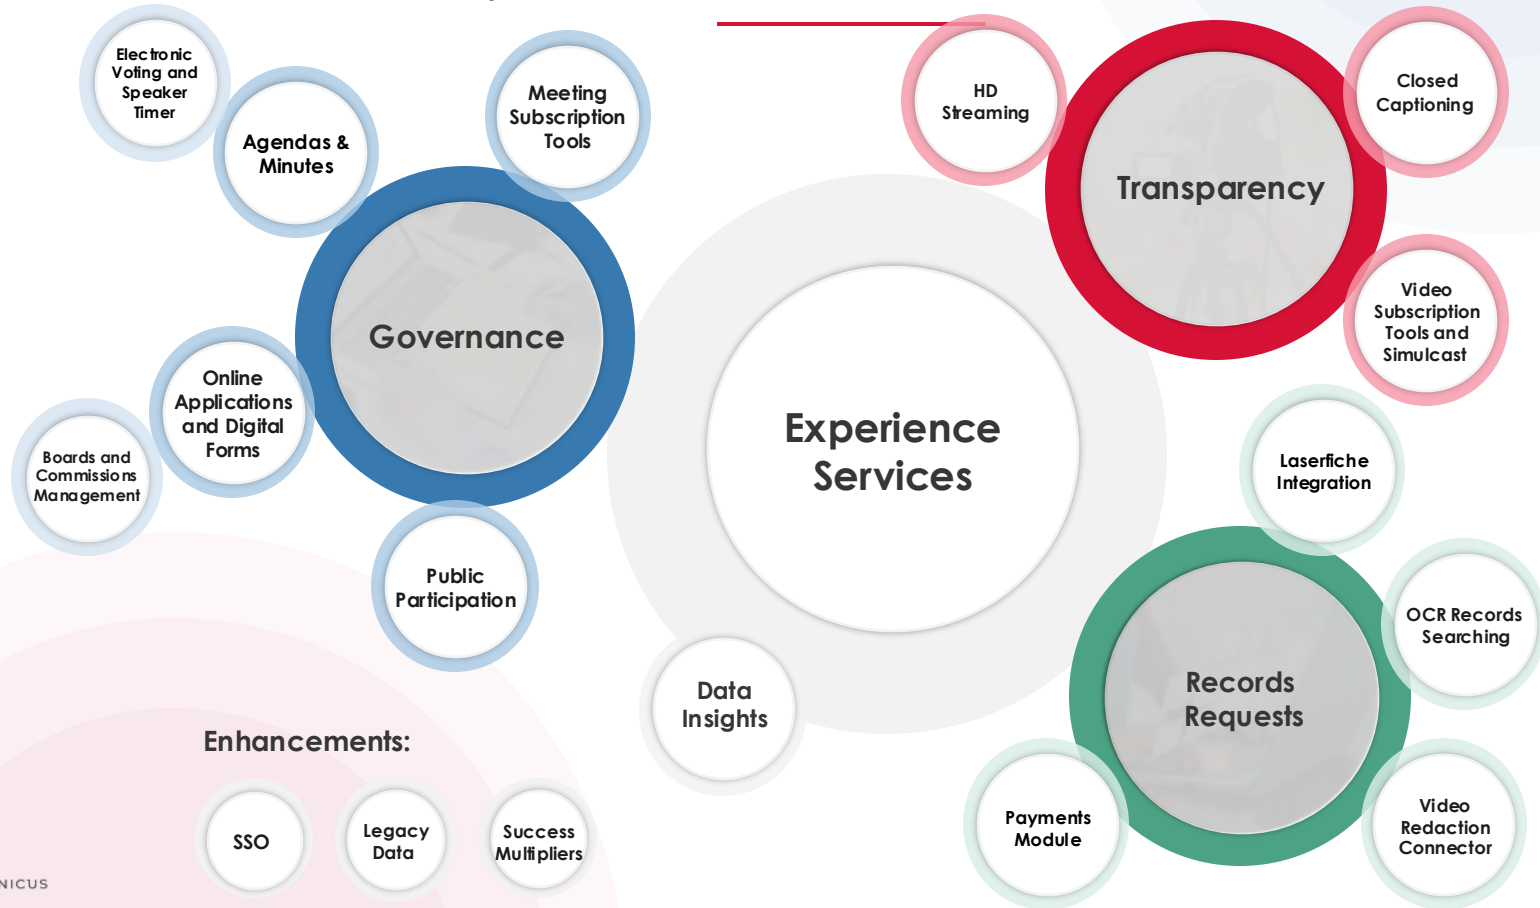 Electronic
Voting and
Speaker
Timer
Agendas &
Minutes
Meeting
Subscription
Tools
Governance
Online
Applications
and Digital
Forms
Boards and
Commissions
Management
Public
Participation
HD
Streaming
Transparency
Closed
Captioning
Video
Subscription
Tools and
Simulcast
Experience
Services
Data
Insights
Laserfiche
Integration
OCR Records
Searching
Records
Requests
Payments
Module
Video
Redaction
Connector
Enhancements:
SSO
Legacy
Data
Success
Multipliers
NICUS